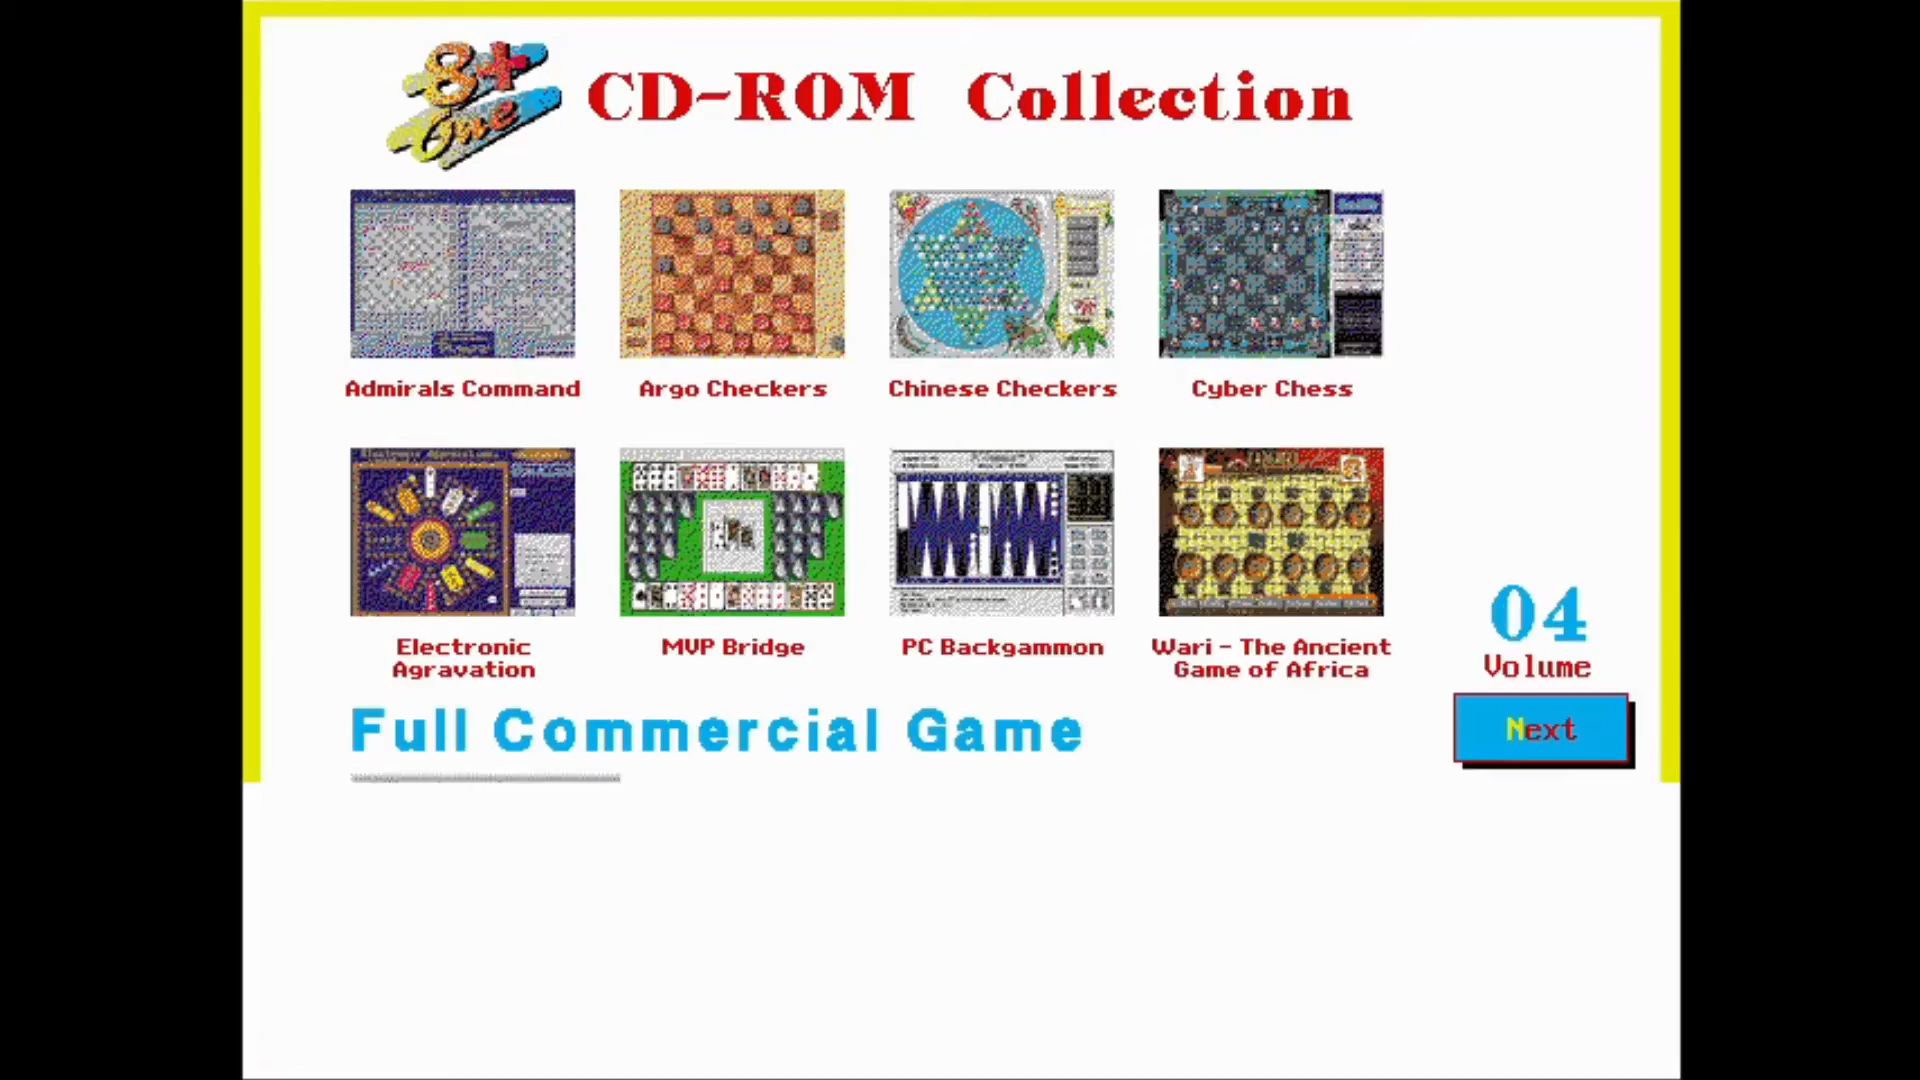 8+
One
CD-ROM Collection
Admirals Command
Argo Checkers
Chinese Checkers
Cyber Chess
Electronic
Agravation
MVP Bridge
PC Backgammon
Wari - The Ancient
Game of Africa
04
Volume
Full Commercial Game
Next